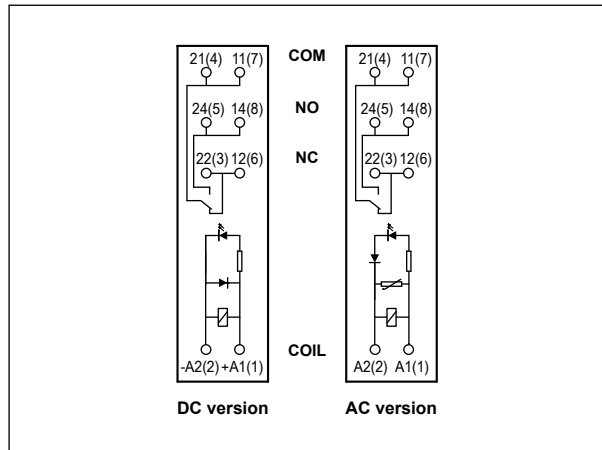 21(4) 11(7) COM 21(4) 11(7)
24(5) 14(8) NO 24(5) 14(8)
22(3) 12(6) NC 22(3) 12(6)
-A2(2) +A1(1) COIL A2(2) A1(1)
DC version AC version